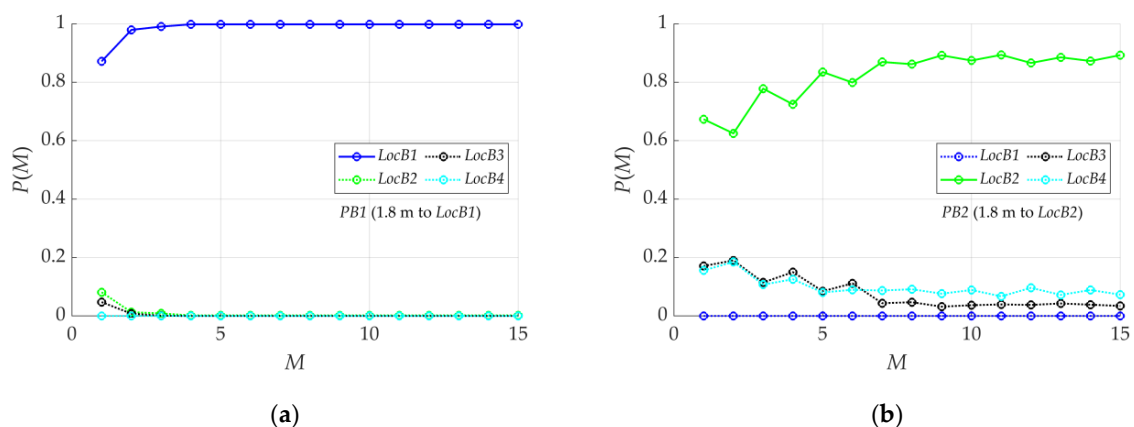 1
0.8
0.6
0.4
0.2
0
P(M)
LocB1 LocB3
LocB2 LocB4
PB1 (1.8 m to LocB1)
0 5 10 15
M
(a)
1
0.8
0.6
0.4
0.2
0
P(M)
LocB1 LocB3
LocB2 LocB4
PB2 (1.8 m to LocB2)
0 5 10 15
M
(b)